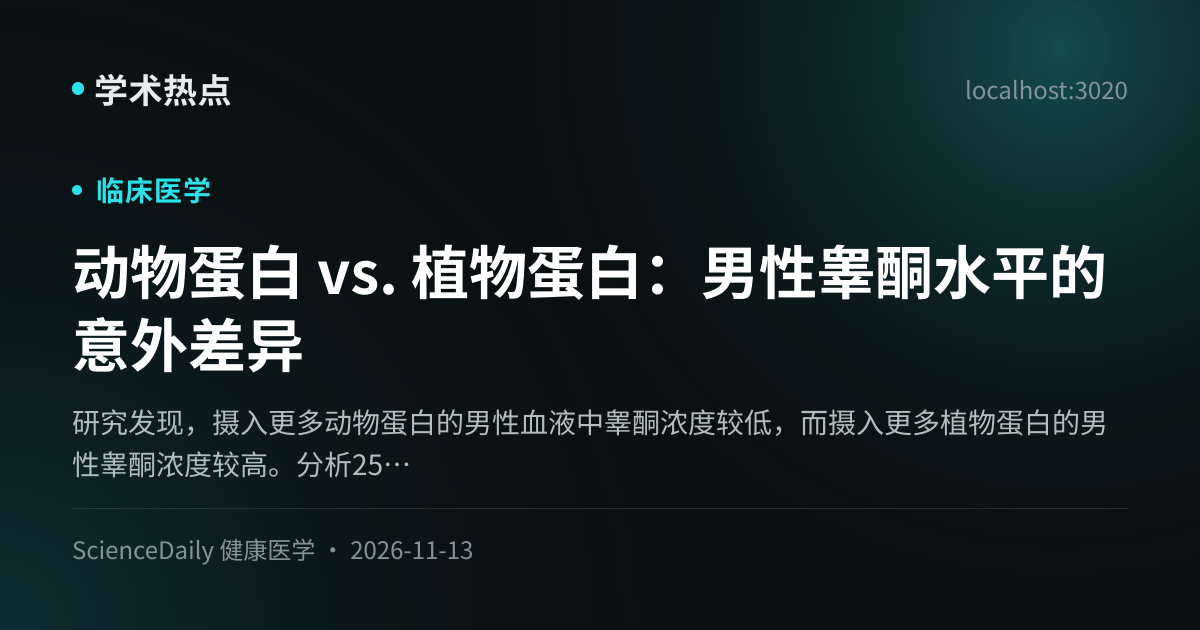 学术热点
localhost:3020
临床医学
动物蛋白 vs. 植物蛋白：男性睾酮水平的
意外差异
研究发现，摄入更多动物蛋白的男性血液中睾酮浓度较低，而摄入更多植物蛋白的男
性睾酮浓度较高。分析25…
ScienceDaily 健康医学 · 2026-11-13